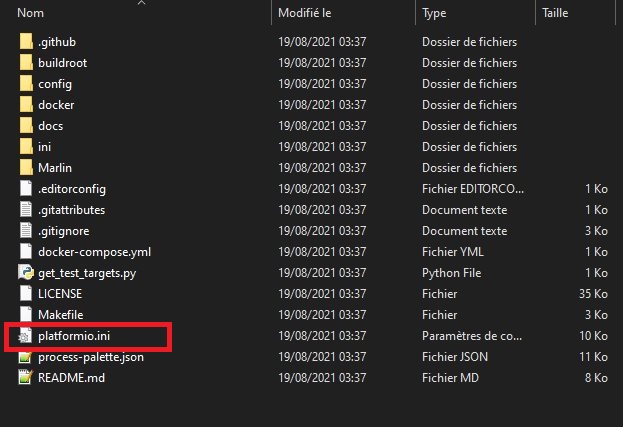 Nom Modifié le Type Taille
.github 19/08/2021 03:37 Dossier de fichiers
buildroot 19/08/2021 03:37 Dossier de fichiers
config 19/08/2021 03:37 Dossier de fichiers
docker 19/08/2021 03:37 Dossier de fichiers
docs 19/08/2021 03:37 Dossier de fichiers
ini 19/08/2021 03:37 Dossier de fichiers
Marlin 19/08/2021 03:37 Dossier de fichiers
.editorconfig 19/08/2021 03:37 Fichier EDITORCO... 1 Ko
.gitattributes 19/08/2021 03:37 Document texte 1 Ko
.gitignore 19/08/2021 03:37 Document texte 3 Ko
docker-compose.yml 19/08/2021 03:37 Fichier YML 1 Ko
get_test_targets.py 19/08/2021 03:37 Python File 1 Ko
LICENSE 19/08/2021 03:37 Fichier 35 Ko
Makefile 19/08/2021 03:37 Fichier 3 Ko
platformio.ini 19/08/2021 03:37 Paramètres de co... 10 Ko
process-palette.json 19/08/2021 03:37 Fichier JSON 11 Ko
README.md 19/08/2021 03:37 Fichier MD 8 Ko